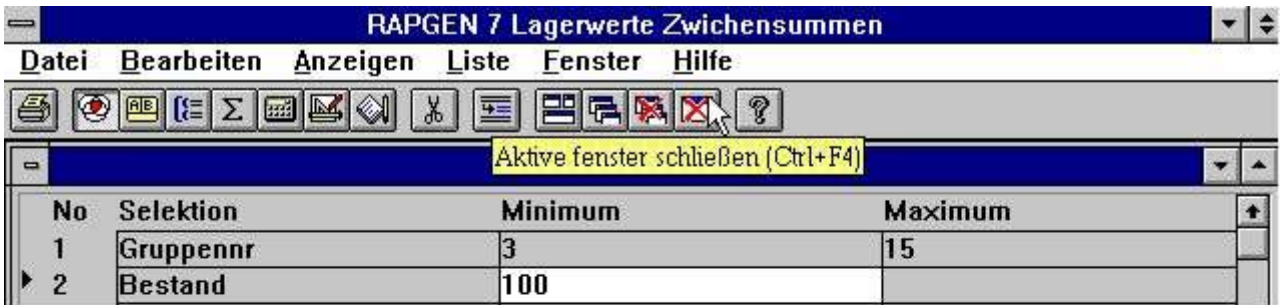 RAPGEN 7 Lagerwerte Zwichensummen
Datei Bearbeiten Anzeigen Liste Fenster Hilfe
Aktive fenster schließen (Ctrl+F4)
No Selektion Minimum Maximum
1 Gruppennr 3 15
2 Bestand 100